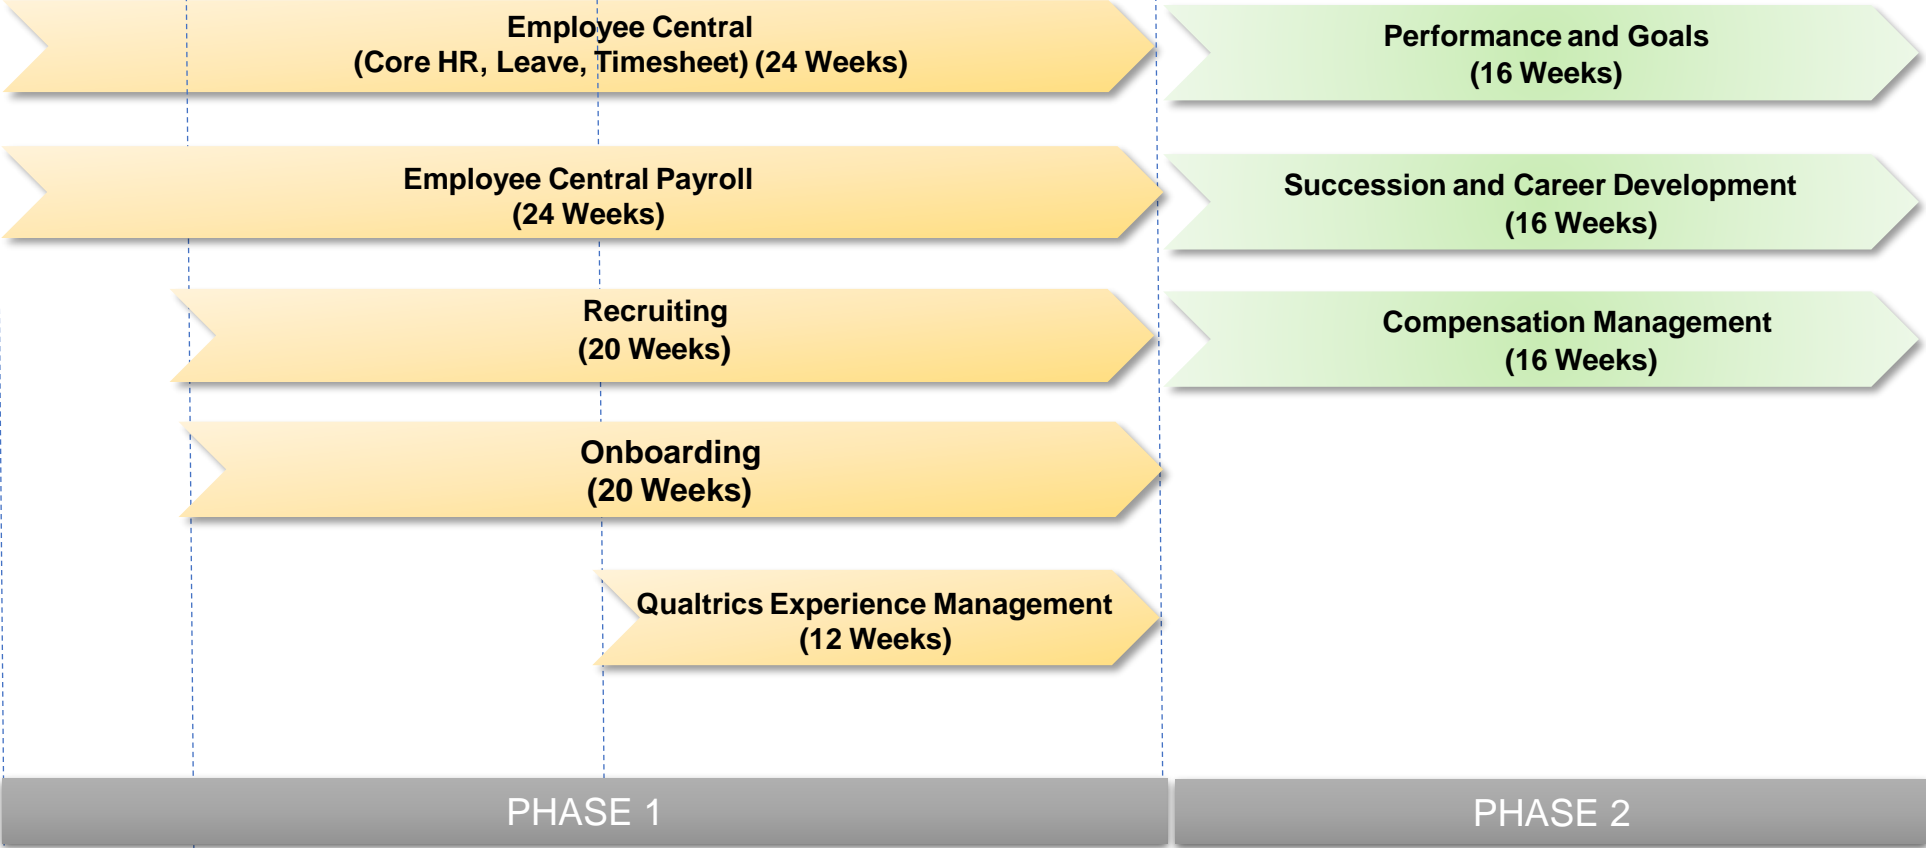 Employee Central
(Core HR, Leave, Timesheet) (24 Weeks)
Performance and Goals
(16 Weeks)
Employee Central Payroll
(24 Weeks)
Succession and Career Development
(16 Weeks)
Recruiting
(20 Weeks)
Compensation Management
(16 Weeks)
Onboarding
(20 Weeks)
Qualtrics Experience Management
(12 Weeks)
PHASE 1
PHASE 2